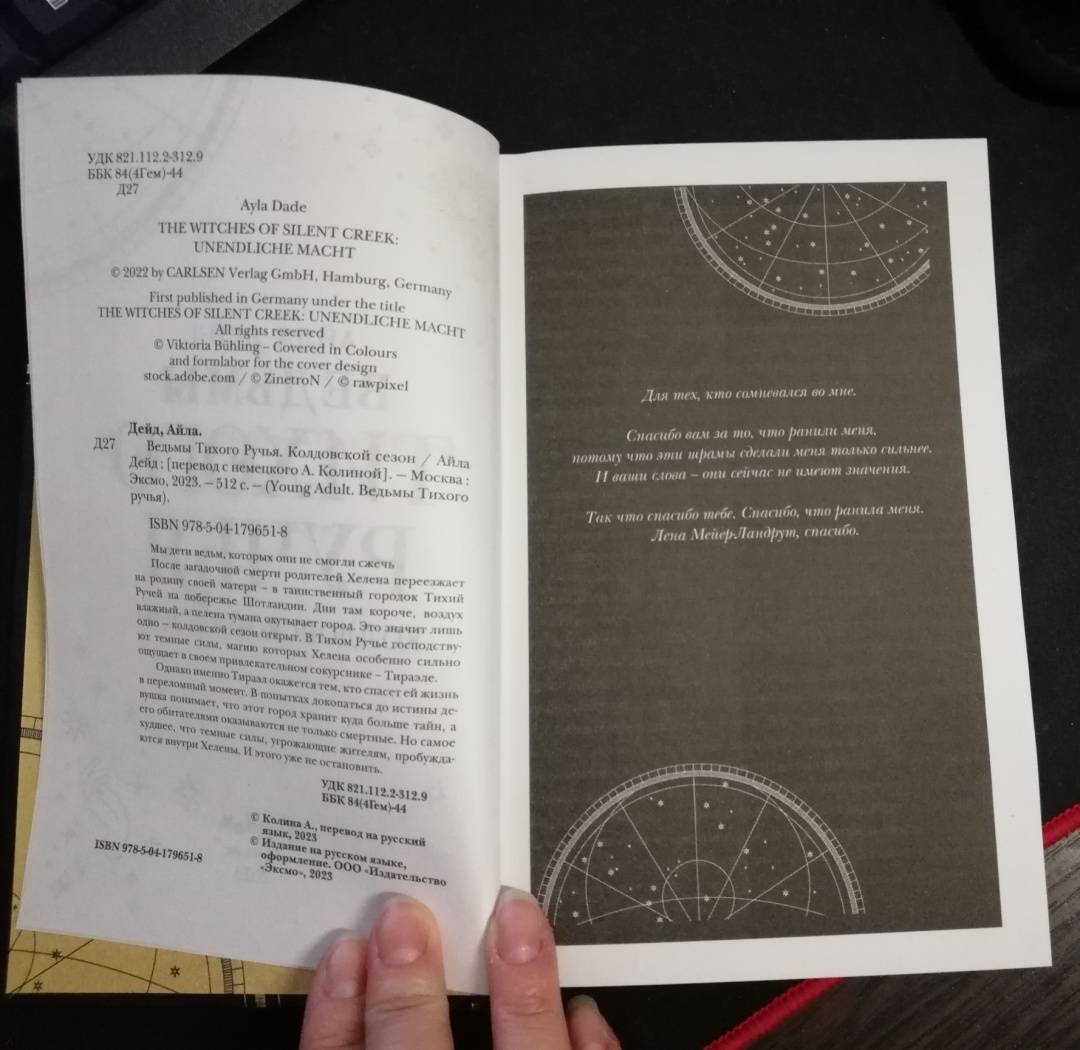 УДК 821.112.2-312.9
ББК 84(4Гем)-44
Д27
Ayla Dade
THE WITCHES OF SILENT CREEK:
UNENDLICHE MACHT
© 2022 by CARLSEN Verlag GmbH, Hamburg, Germany
First published in Germany under the title
THE WITCHES OF SILENT CREEK: UNENDLICHE MACHT
All rights reserved
© Viktoria Bühling – Covered in Colours
and formlabor for the cover design
stock.adobe.com / © ZinetroN / © rawpixel
Дейд, Айла.
Д27 Ведьмы Тихого Ручья. Колдовской сезон / Айла
Дейд ; [перевод с немецкого А. Колиной]. — Москва :
Эксмо, 2023. — 512 с. — (Young Adult. Ведьмы Тихого
ручья).
ISBN 978-5-04-179651-8
Мы дети ведьм, которых они не смогли сжечь
После загадочной смерти родителей Хелена переезжает
на родину своей матери – в таинственный городок Тихий
Ручей на побережье Шотландии. Дни там короче, воздух
влажный, а пелена тумана окутывает город. Это значит лишь
одно – колдовской сезон открыт. В Тихом Ручье господству-
ют темные силы, магию которых Хелена особенно сильно
ощущает в своем привлекательном сокурснике – Тираэле.
Однако именно Тираэл окажется тем, кто спасет ей жизнь
в переломный момент. В попытках докопаться до истины де-
вушка понимает, что этот город хранит куда больше тайн, а
его обитателями оказываются не только смертные. Но самое
худшее, что темные силы, угрожающие жителям, пробужда-
ются внутри Хелены. И этого уже не остановить.
УДК 821.112.2-312.9
ББК 84(4Гем)-44
© Колина А., перевод на русский
язык, 2023
© Издание на русском языке,
оформление. ООО «Издательство
«Эксмо», 2023
ISBN 978-5-04-179651-8
Для тех, кто сомневался во мне.
Спасибо вам за то, что ранили меня,
потому что эти шрамы сделали меня только сильнее.
И ваши слова – они сейчас не имеют значения.
Так что спасибо тебе. Спасибо, что ранила меня.
Лена Мейер-Ландрут, спасибо.